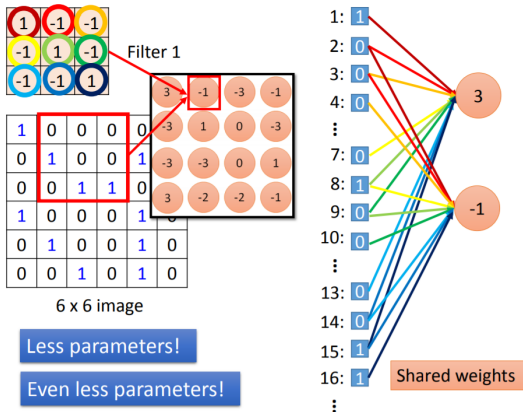 1 -1 -1
-1 1 -1
-1 -1 1
Filter 1
3 -1 -3 -1
-3 1 0 -3
-3 -3 0 1
3 -2 -2 -1
1 0 0 0 0
0 1 0 0 1
0 0 1 1 0
1 0 0 0 1 0
0 1 0 0 1 0
0 0 1 0 1 0
6 x 6 image
Less parameters!
Even less parameters!
1: 1
2: 0
3: 0
4: 0
⋮
7: 0
8: 1
9: 0
10: 0
⋮
13: 0
14: 0
15: 1
16: 1
⋮
3
-1
Shared weights